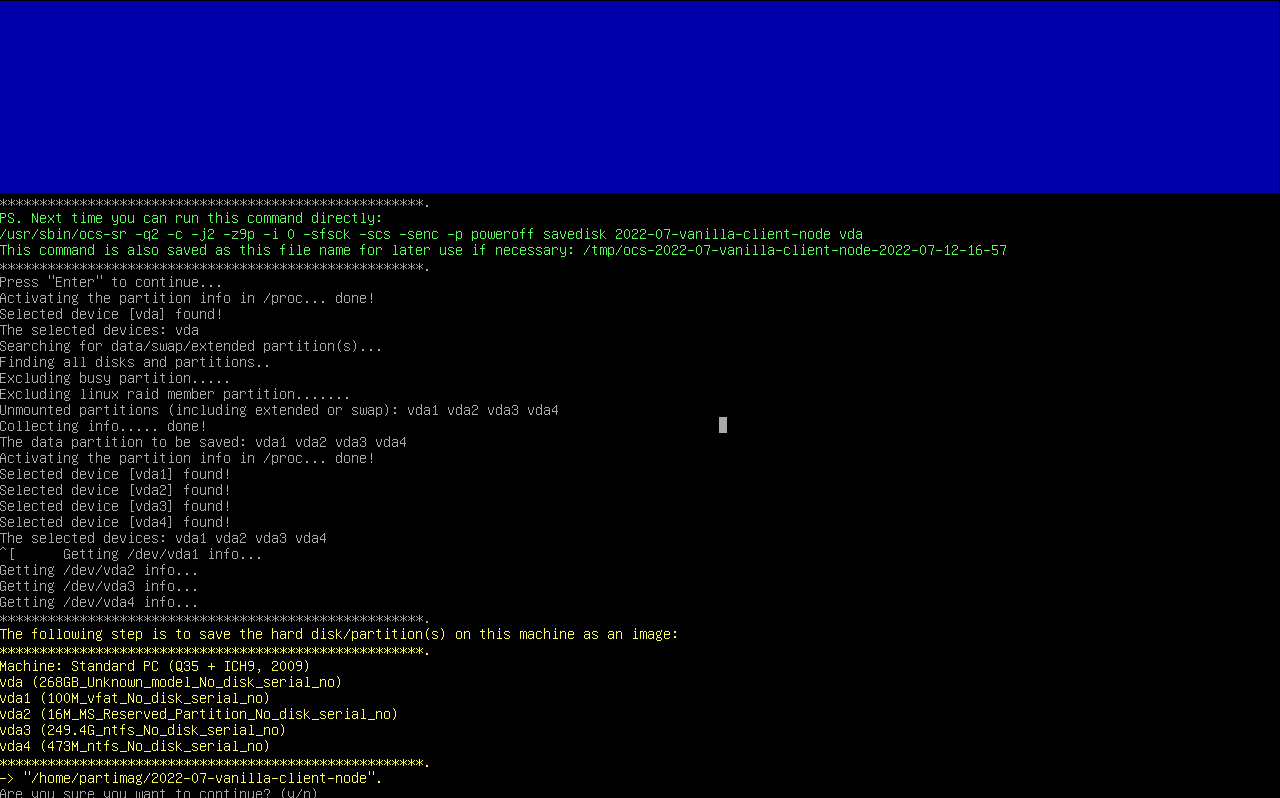 *****************************************************.
PS. Next time you can run this command directly:
/usr/sbin/ocs-sr -q2 -c -j2 -z9p -i 0 -sfsck -scs -senc -p poweroff savedisk 2022-07-vanilla-client-node vda
This command is also saved as this file name for later use if necessary: /tmp/ocs-2022-07-vanilla-client-node-2022-07-12-16-57
*****************************************************.
Press "Enter" to continue...
Activating the partition info in /proc... done!
Selected device [vda] found!
The selected devices: vda
Searching for data/swap/extended partition(s)...
Finding all disks and partitions..
Excluding busy partition.....
Excluding linux raid member partition.......
Unmounted partitions (including extended or swap): vda1 vda2 vda3 vda4
Collecting info..... done!
The data partition to be saved: vda1 vda2 vda3 vda4
Activating the partition info in /proc... done!
Selected device [vda1] found!
Selected device [vda2] found!
Selected device [vda3] found!
Selected device [vda4] found!
The selected devices: vda1 vda2 vda3 vda4
^[      Getting /dev/vda1 info...
Getting /dev/vda2 info...
Getting /dev/vda3 info...
Getting /dev/vda4 info...
*****************************************************.
The following step is to save the hard disk/partition(s) on this machine as an image:
*****************************************************.
Machine: Standard PC (Q35 + ICH9, 2009)
vda (268GB_Unknown_model_No_disk_serial_no)
vda1 (100M_vfat_No_disk_serial_no)
vda2 (16M_MS_Reserved_Partition_No_disk_serial_no)
vda3 (249.4G_ntfs_No_disk_serial_no)
vda4 (473M_ntfs_No_disk_serial_no)
*****************************************************.
-> "/home/partimag/2022-07-vanilla-client-node".
Are you sure you want to continue? (y/n)